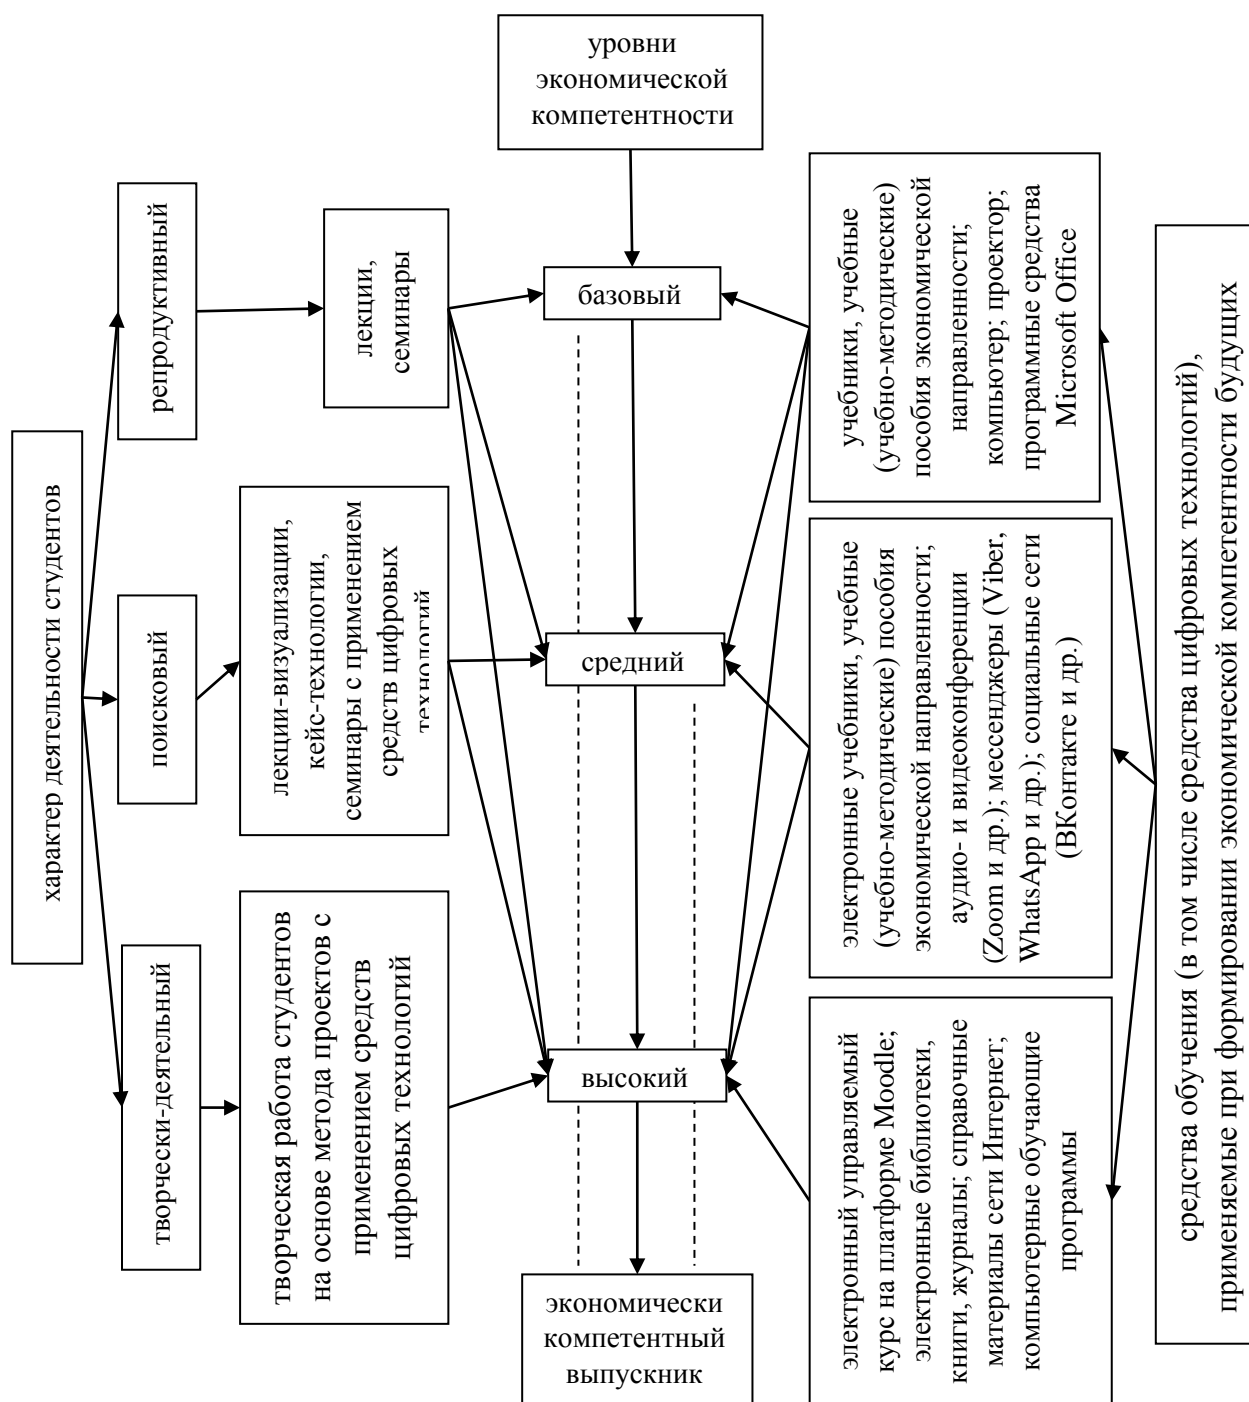 уровни
экономической
компетентности
характер деятельности студентов
репродуктивный
поисковый
творчески-деятельный
лекции,
семинары
лекции-визуализации,
кейс-технологии,
семинары с применением
средств цифровых
технологий
творческая работа студентов
на основе метода проектов с
применением средств
цифровых технологий
базовый
средний
высокий
экономически
компетентный
выпускник
учебники, учебные
(учебно-методические)
пособия экономической
направленности;
компьютер; проектор;
программные средства
Microsoft Office
электронные учебники, учебные
(учебно-методические) пособия
экономической направленности;
аудио- и видеоконференции
(Zoom и др.); мессенджеры (Viber,
WhatsApp и др.); социальные сети
(ВКонтакте и др.)
электронный управляемый
курс на платформе Moodle;
электронные библиотеки,
книги, журналы; справочные
материалы сети Интернет;
компьютерные обучающие
программы
средства обучения (в том числе средства цифровых технологий),
применяемые при формировании экономической компетентности будущих